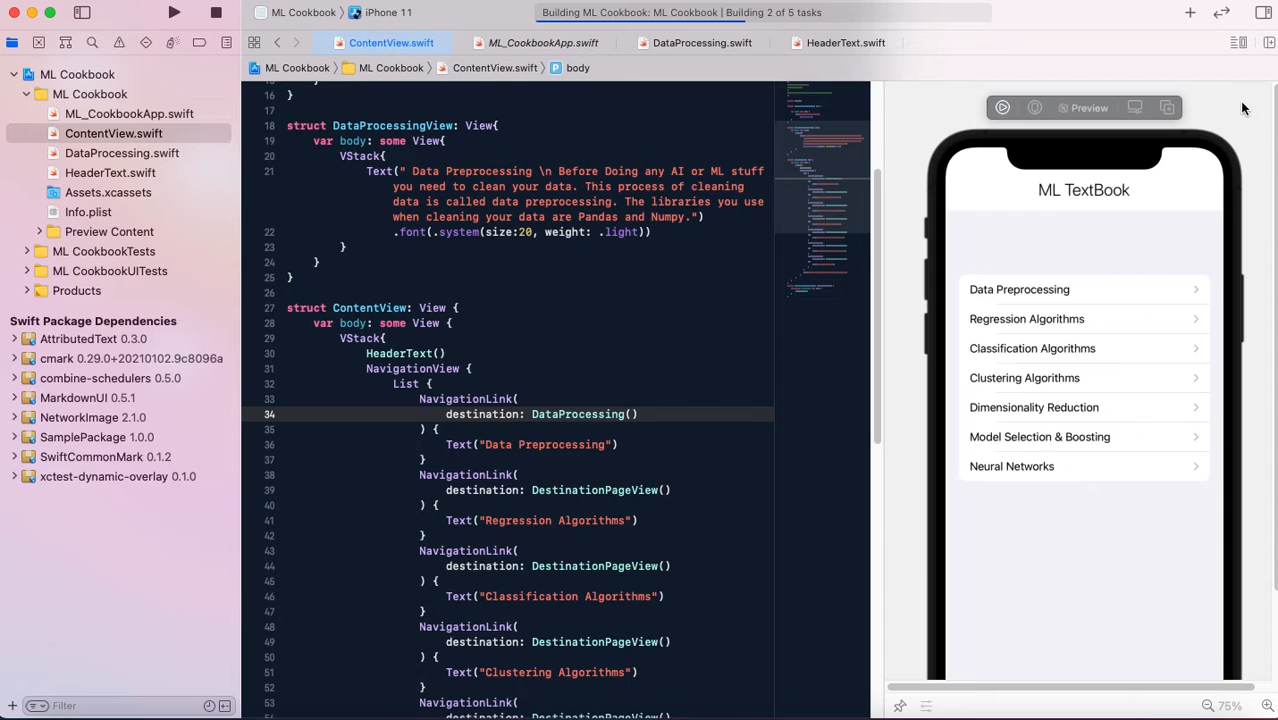 ML Cookbook 〉 iPhone 11
Building ML Cookbook: ML Cookbook | Building 2 of 5 tasks
ContentView.swift
ML_CookbookApp.swift
DataProcessing.swift
HeaderText.swift
ML Cookbook
ML Cookbook 〉 ML Cookbook 〉 ContentView.swift 〉 P body
ML Cookbook
ContentView.swift
DataProcessing.swift
HeaderText.swift
Assets.xcassets
Info.plist
ML CookbookUITests
Swift Package Dependencies
AttributedText 0.3.0
cmark 0.29.0+20210102.9c8096a
combine-schedulers 0.5.0
MarkdownUI 0.5.1
NetworkImage 2.1.0
SamplePackage 1.0.0
SwiftCommonMark 0.1.2
xctest-dynamic-overlay 0.1.0
Filter
16 }
17
18 struct DataProcessingView: View{
19 var body: some View{
20 VStack{
21 Text(" Data Preprocessing \n Before Doing any AI or ML stuff
you need to clean your data. This process of cleaning
data is called data preprocessing. The libraries you use
when cleaning your data are Pandas and Numpy.")
22 .font(.system(size:20, weight: .light))
23 }
24 }
25 }
26
27 struct ContentView: View {
28 var body: some View {
29 VStack{
30 HeaderText()
31 NavigationView {
32 List {
33 NavigationLink(
34 destination: DataProcessing()
35 ) {
36 Text("Data Preprocessing")
37 }
38 NavigationLink(
39 destination: DestinationPageView()
40 ) {
41 Text("Regression Algorithms")
42 }
43 NavigationLink(
44 destination: DestinationPageView()
45 ) {
46 Text("Classification Algorithms")
47 }
48 NavigationLink(
49 destination: DestinationPageView()
50 ) {
51 Text("Clustering Algorithms")
52 }
53 NavigationLink(
destination: DestinationPageView()
ML TextBook
Data Preprocessing
Regression Algorithms
Classification Algorithms
Clustering Algorithms
Dimensionality Reduction
Model Selection & Boosting
Neural Networks
75%